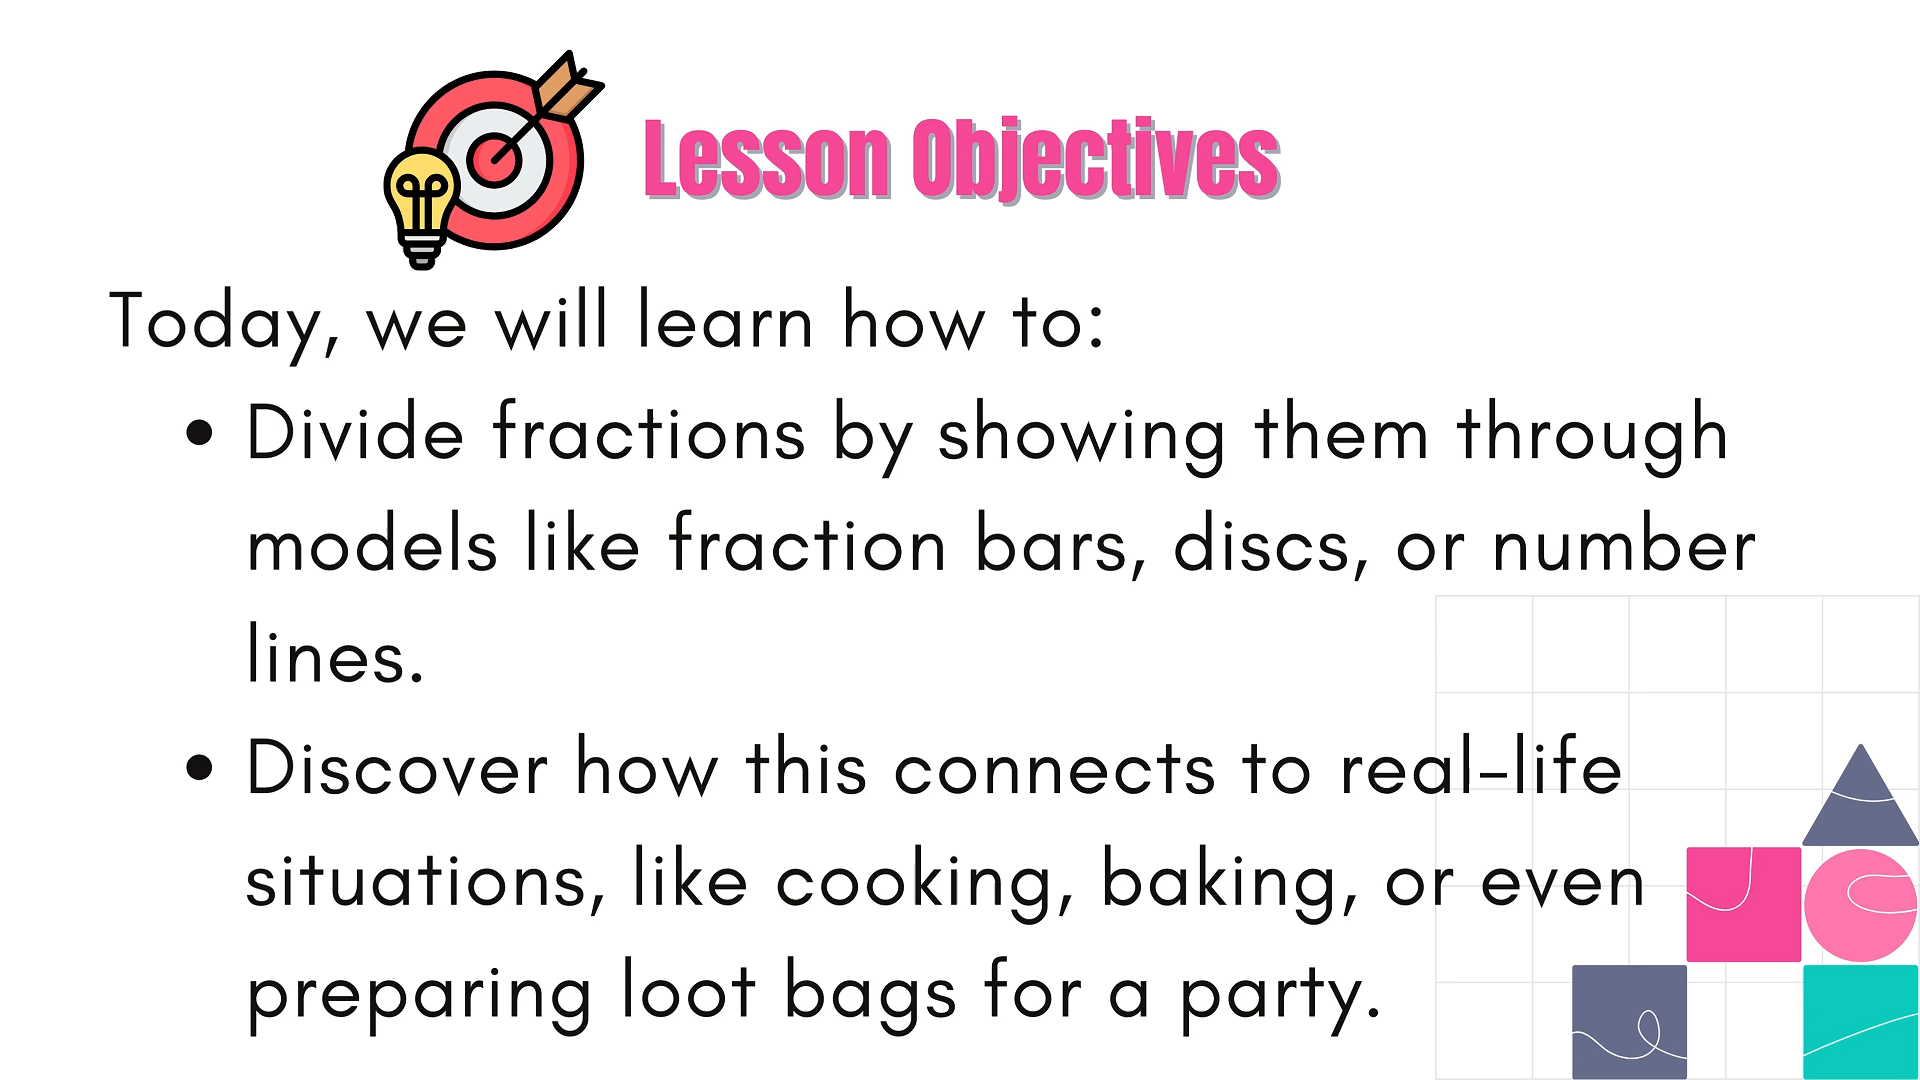 Lesson Objectives
Today, we will learn how to:
• Divide fractions by showing them through
models like fraction bars, discs, or number
lines.
• Discover how this connects to real-life
situations, like cooking, baking, or even
preparing loot bags for a party.